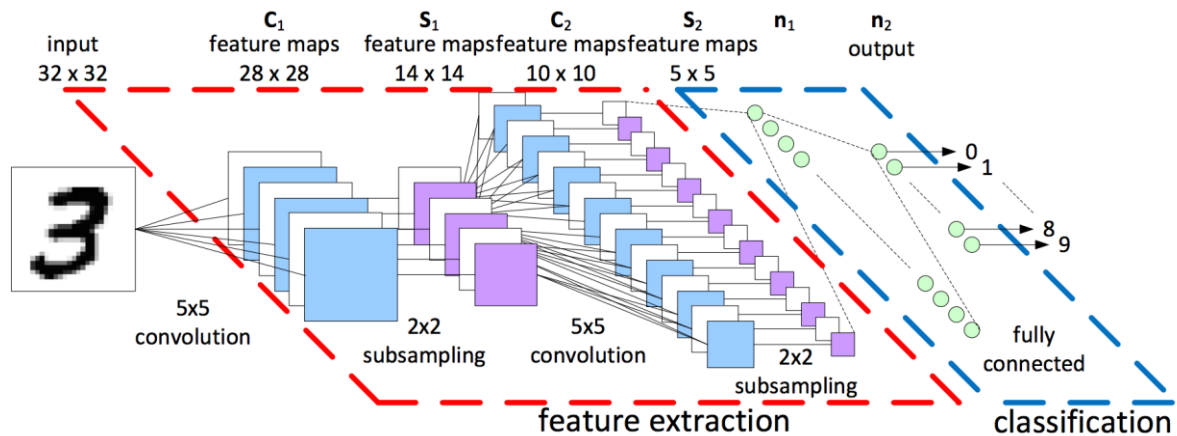 C₁ S₁ C₂ S₂ n₁ n₂
input feature maps feature maps feature maps feature maps output
32 x 32 28 x 28 14 x 14 10 x 10 5 x 5
0
1
8
9
5x5
convolution
2x2
subsampling
5x5
convolution
2x2
subsampling
fully
connected
feature extraction
classification